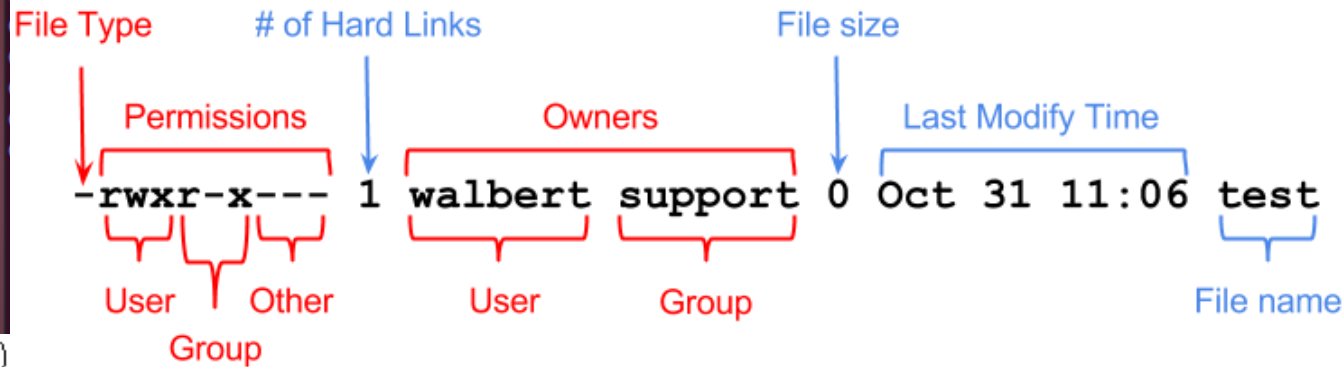 File Type # of Hard Links File size
Permissions Owners Last Modify Time
-rwxr-x--- 1 walbert support 0 Oct 31 11:06 test
User Other User Group File name
Group